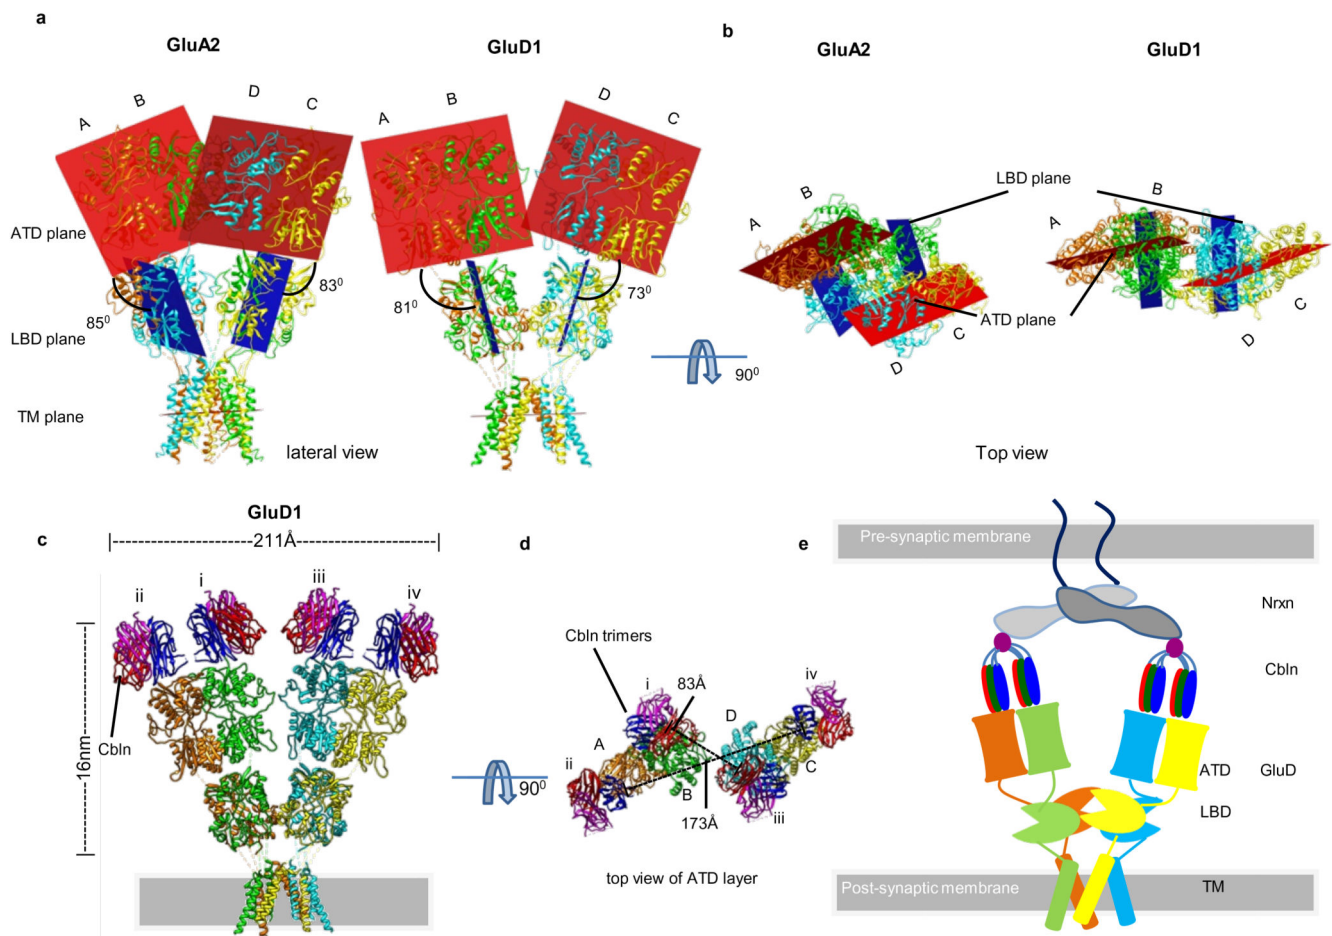 a
GluA2
GluD1
A
B
D
C
A
B
D
C
ATD plane
LBD plane
TM plane
85⁰
83⁰
81⁰
73⁰
lateral view
90⁰
b
GluA2
GluD1
LBD plane
A
B
D
C
A
B
D
C
ATD plane
Top view
c
GluD1
|-----------------------211Å-----------------------|
ii
i
iii
iv
16nm
Cbln
90⁰
d
Cbln trimers
i
83Å
iv
ii
A
D
B
C
173Å
iii
top view of ATD layer
e
Pre-synaptic membrane
Nrxn
Cbln
ATD
GluD
LBD
Post-synaptic membrane
TM